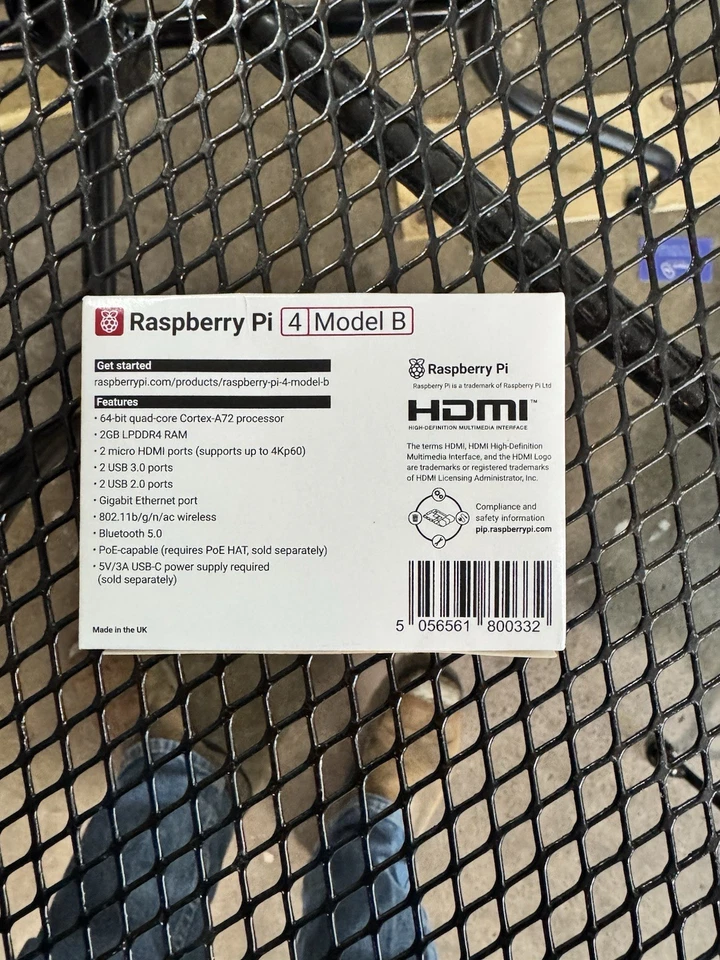 Raspberry Pi 4 Model B
Get started
raspberrypi.com/products/raspberry-pi-4-model-b
Features
· 64-bit quad-core Cortex-A72 processor
· 2GB LPDDR4 RAM
· 2 micro HDMI ports (supports up to 4Kp60)
· 2 USB 3.0 ports
· 2 USB 2.0 ports
· Gigabit Ethernet port
· 802.11b/g/n/ac wireless
· Bluetooth 5.0
· PoE-capable (requires PoE HAT, sold separately)
· 5V/3A USB-C power supply required
(sold separately)
Made in the UK
Raspberry Pi
Raspberry Pi is a trademark of Raspberry Pi Ltd
HDMI™
HIGH-DEFINITION MULTIMEDIA INTERFACE
The terms HDMI, HDMI High-Definition
Multimedia Interface, and the HDMI Logo
are trademarks or registered trademarks
of HDMI Licensing Administrator, Inc.
Compliance and
safety information
pip.raspberrypi.com
5 056561 800332